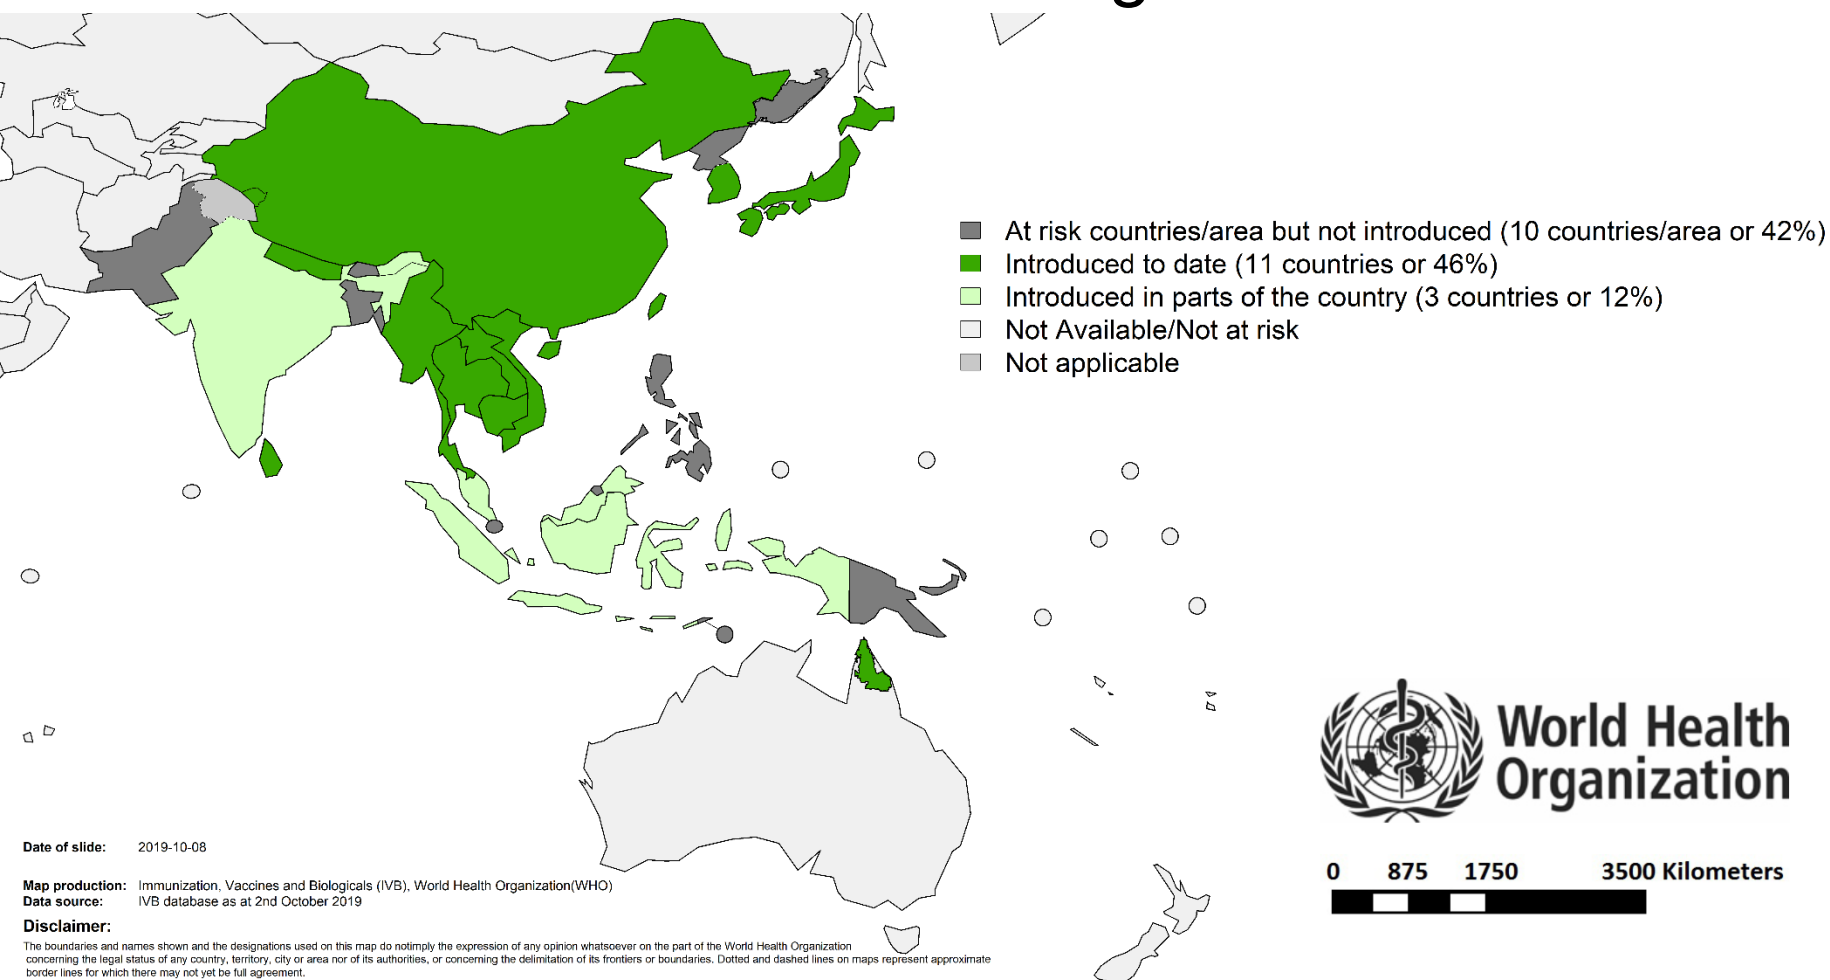 At risk countries/area but not introduced (10 countries/area or 42%)
Introduced to date (11 countries or 46%)
Introduced in parts of the country (3 countries or 12%)
Not Available/Not at risk
Not applicable
World Health
Organization
0 875 1750 3500 Kilometers
Date of slide: 2019-10-08
Map production: Immunization, Vaccines and Biologicals (IVB), World Health Organization(WHO)
Data source: IVB database as at 2nd October 2019
Disclaimer:
The boundaries and names shown and the designations used on this map do notimply the expression of any opinion whatsoever on the part of the World Health Organization
concerning the legal status of any country, territory, city or area nor of its authorities, or concerning the delimitation of its frontiers or boundaries. Dotted and dashed lines on maps represent approximate
border lines for which there may not yet be full agreement.